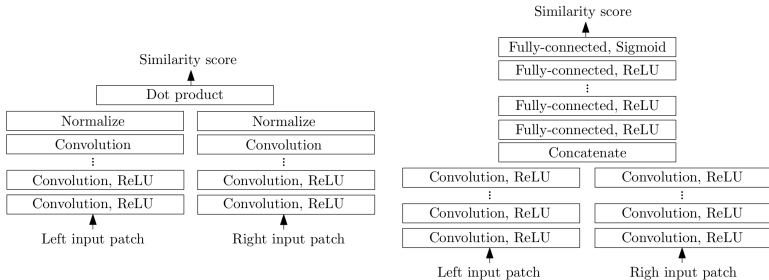 Similarity score
Dot product
Normalize
Normalize
Convolution
Convolution
⋮
⋮
Convolution, ReLU
Convolution, ReLU
Convolution, ReLU
Convolution, ReLU
Left input patch
Right input patch
Similarity score
Fully-connected, Sigmoid
Fully-connected, ReLU
⋮
Fully-connected, ReLU
Fully-connected, ReLU
Concatenate
Convolution, ReLU
Convolution, ReLU
⋮
⋮
Convolution, ReLU
Convolution, ReLU
Convolution, ReLU
Convolution, ReLU
Left input patch
Righ input patch